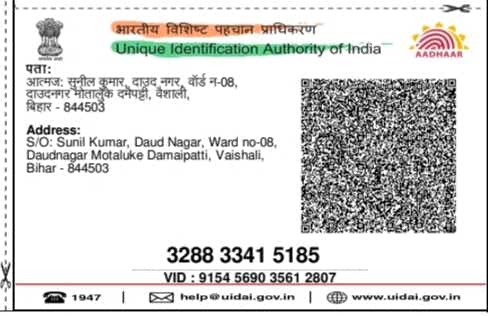 भारतीय विशिष्ट पहचान प्राधिकरण
Unique Identification Authority of India
AADHAAR
पता:
आत्मज: सुनील कुमार, दाउद नगर, वॉर्ड न-08,
दाउदनगर मोतालुके दमैपट्टी, वैशाली,
बिहार - 844503
Address:
S/O: Sunil Kumar, Daud Nagar, Ward no-08,
Daudnagar Motaluke Damaipatti, Vaishali,
Bihar - 844503
3288 3341 5185
VID : 9154 5690 3561 2807
1947 | help@uidai.gov.in | www.uidai.gov.in